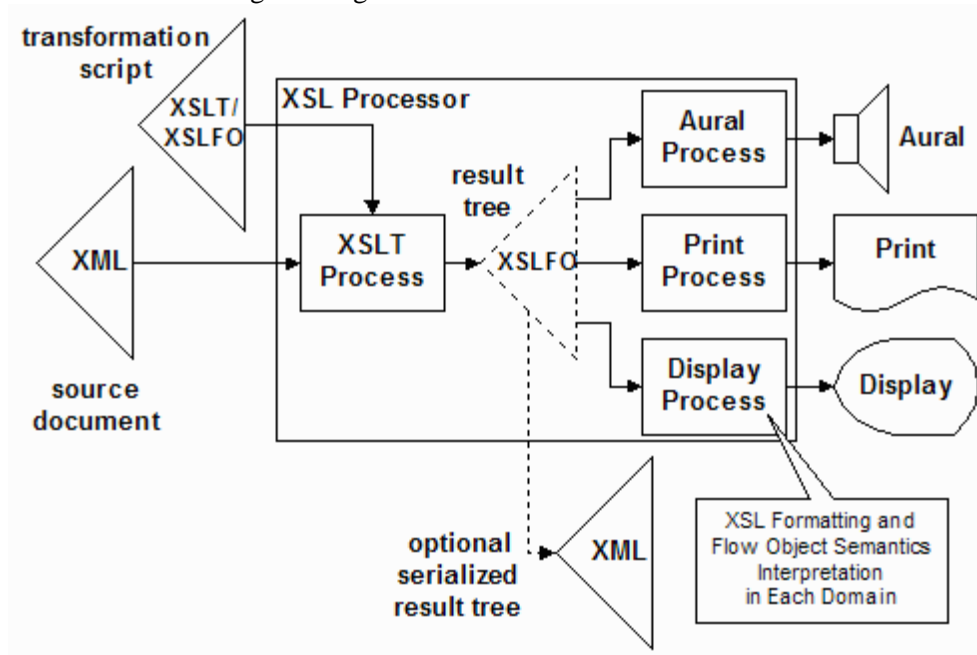 transformation
script
XSLT/
XSLFO
XSL Processor
Aural
Process
Aural
result
tree
XML
XSLT
Process
XSLFO
Print
Process
Print
source
document
Display
Process
Display
optional
serialized
result tree
XML
XSL Formatting and
Flow Object Semantics
Interpretation
in Each Domain